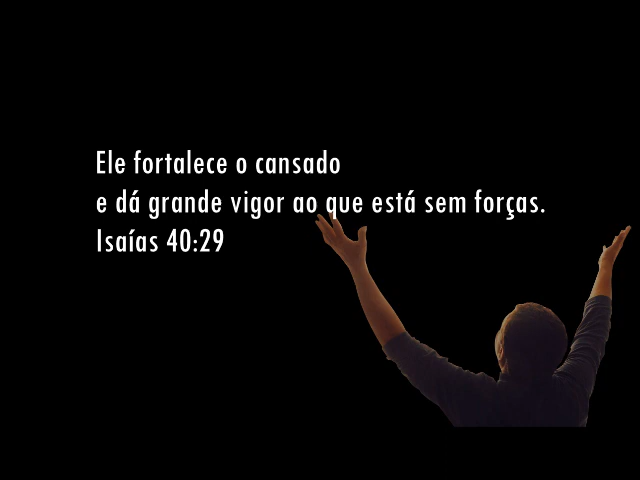 Ele fortalece o cansado
e dá grande vigor ao que está sem forças.
Isaías 40:29